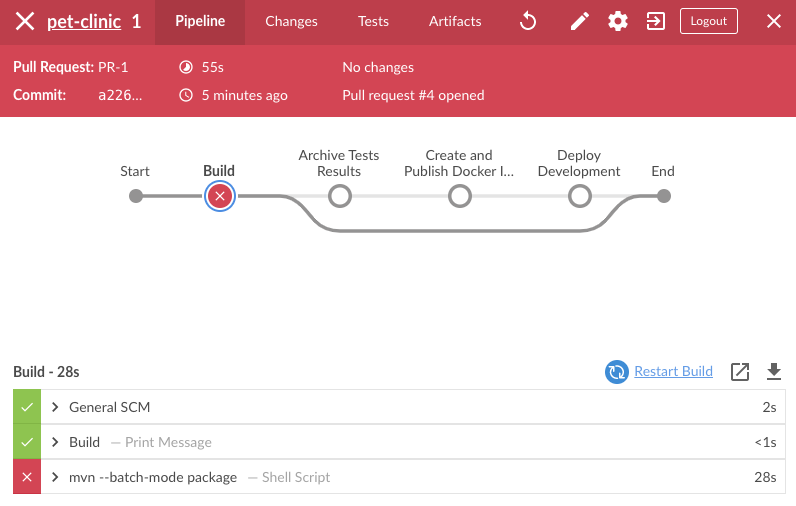 pet-clinic 1 Pipeline Changes Tests Artifacts Logout
Pull Request: PR-1 55s No changes
Commit: a226... 5 minutes ago Pull request #4 opened
Start
Build
Archive Tests
Results
Create and
Publish Docker I...
Deploy
Development
End
Build - 28s Restart Build
General SCM 2s
Build — Print Message <1s
mvn --batch-mode package — Shell Script 28s